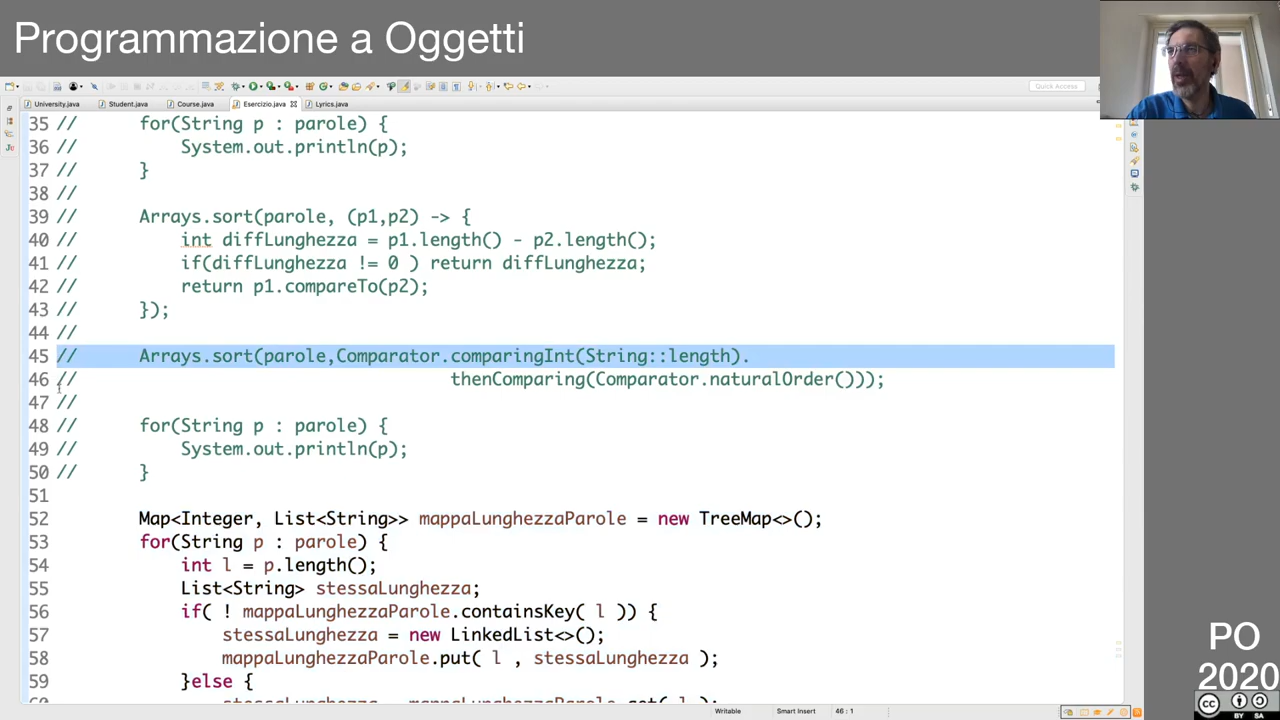 Programmazione a Oggetti
Quick Access
University.java Student.java Course.java Esercizio.java Lyrics.java
35 // for(String p : parole) {
36 // System.out.println(p);
37 // }
38 //
39 // Arrays.sort(parole, (p1,p2) -> {
40 // int diffLunghezza = p1.length() - p2.length();
41 // if(diffLunghezza != 0 ) return diffLunghezza;
42 // return p1.compareTo(p2);
43 // });
44 //
45 // Arrays.sort(parole,Comparator.comparingInt(String::length).
46 // thenComparing(Comparator.naturalOrder()));
47 //
48 // for(String p : parole) {
49 // System.out.println(p);
50 // }
51
52 Map<Integer, List<String>> mappaLunghezzaParole = new TreeMap<>();
53 for(String p : parole) {
54 int l = p.length();
55 List<String> stessaLunghezza;
56 if( ! mappaLunghezzaParole.containsKey( l )) {
57 stessaLunghezza = new LinkedList<>();
58 mappaLunghezzaParole.put( l , stessaLunghezza );
59 }else {
Writable Smart Insert 46 : 1
PO
2020
CC BY SA